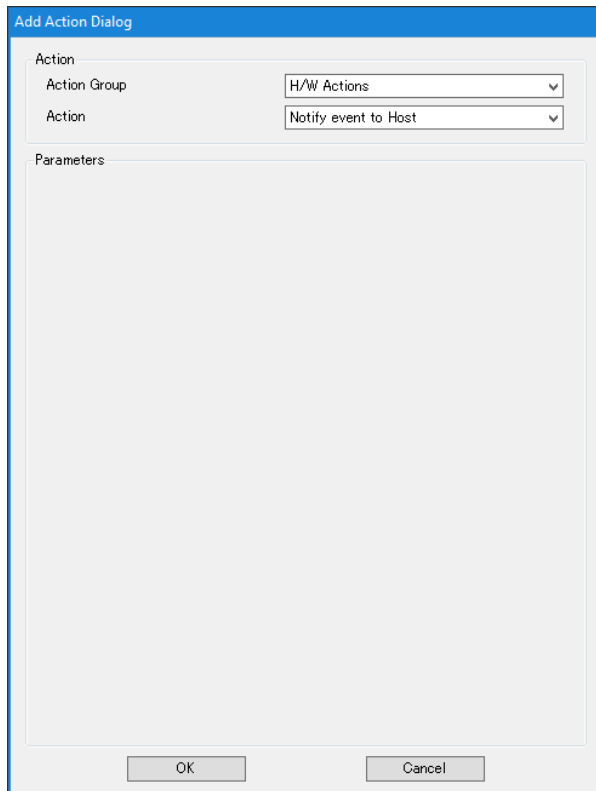 Add Action Dialog
Action
Action Group H/W Actions
Action Notify event to Host
Parameters
OK Cancel